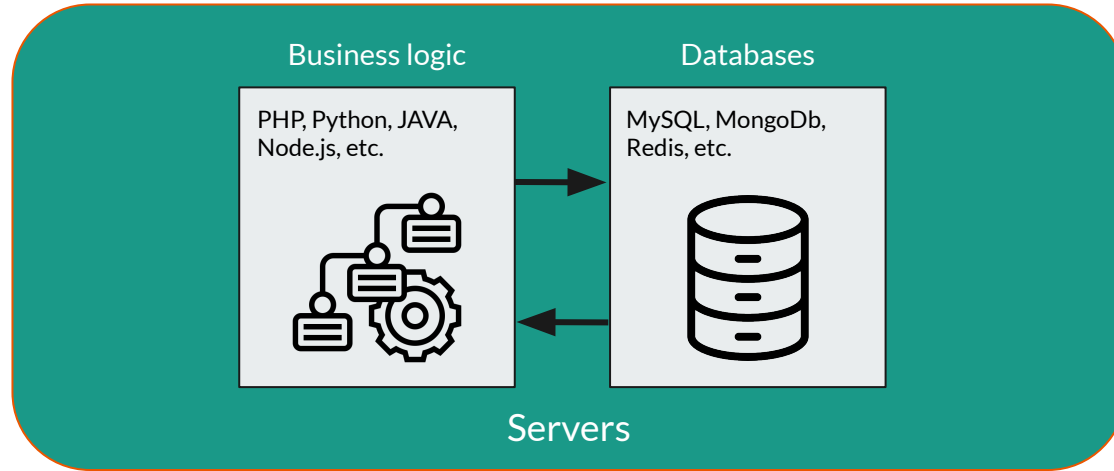 Business logic
Databases
PHP, Python, JAVA,
Node.js, etc.
MySQL, MongoDb,
Redis, etc.
Servers